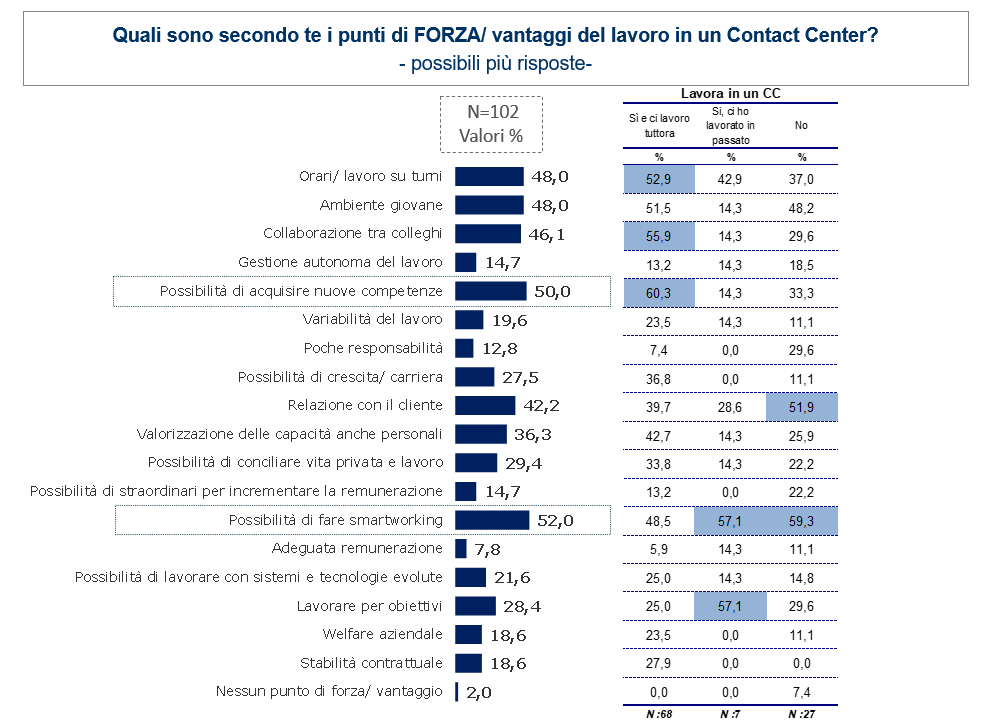 Quali sono secondo te i punti di FORZA/ vantaggi del lavoro in un Contact Center?
- possibili più risposte-
Lavora in un CC
N=102
Valori %
Sì e ci lavoro tuttora
Si, ci ho lavorato in passato
No
% % %
Orari/ lavoro su turni 48,0 52,9 42,9 37,0
Ambiente giovane 48,0 51,5 14,3 48,2
Collaborazione tra colleghi 46,1 55,9 14,3 29,6
Gestione autonoma del lavoro 14,7 13,2 14,3 18,5
Possibilità di acquisire nuove competenze 50,0 60,3 14,3 33,3
Variabilità del lavoro 19,6 23,5 14,3 11,1
Poche responsabilità 12,8 7,4 0,0 29,6
Possibilità di crescita/ carriera 27,5 36,8 0,0 11,1
Relazione con il cliente 42,2 39,7 28,6 51,9
Valorizzazione delle capacità anche personali 36,3 42,7 14,3 25,9
Possibilità di conciliare vita privata e lavoro 29,4 33,8 14,3 22,2
Possibilità di straordinari per incrementare la remunerazione 14,7 13,2 0,0 22,2
Possibilità di fare smartworking 52,0 48,5 57,1 59,3
Adeguata remunerazione 7,8 5,9 14,3 11,1
Possibilità di lavorare con sistemi e tecnologie evolute 21,6 25,0 14,3 14,8
Lavorare per obiettivi 28,4 25,0 57,1 29,6
Welfare aziendale 18,6 23,5 0,0 11,1
Stabilità contrattuale 18,6 27,9 0,0 0,0
Nessun punto di forza/ vantaggio 2,0 0,0 0,0 7,4
N :68 N :7 N :27